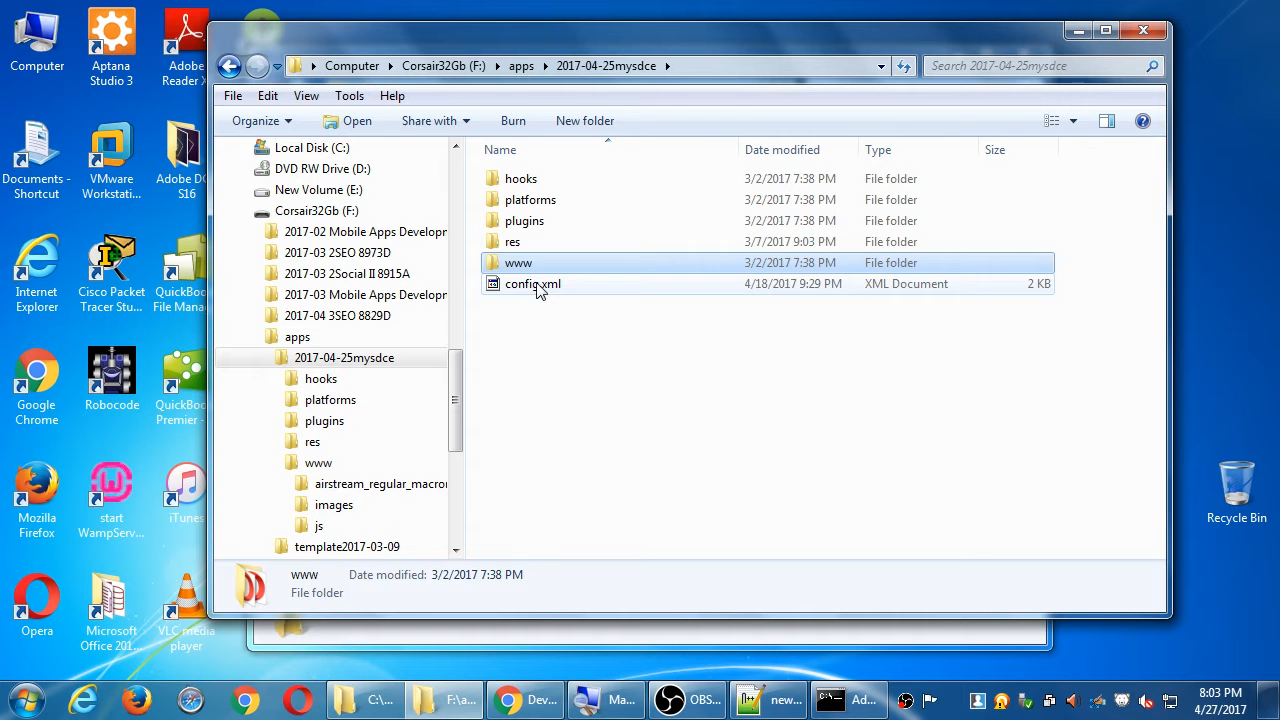 Computer
Aptana
Studio 3
Adobe
Reader X
Documents -
Shortcut
VMware
Workstati...
Adobe D
S16
Internet
Explorer
Cisco Packet
Tracer Stu...
QuickBo
File Mana
Google
Chrome
Robocode
QuickBo
Premier -
Mozilla
Firefox
start
WampServ...
iTunes
Opera
Microsoft
Office 201...
VLC media
player
Recycle Bin
Computer Corsair32Gb (F:) apps 2017-04-25mysdce
Search 2017-04-25mysdce
File Edit View Tools Help
Organize Open Share with Burn New folder
Local Disk (C:)
DVD RW Drive (D:)
New Volume (E:)
Corsair32Gb (F:)
2017-02 Mobile Apps Developr
2017-03 2SEO 8973D
2017-03 2Social II 8915A
2017-03 Mobile Apps Developr
2017-04 3SEO 8829D
apps
2017-04-25mysdce
hooks
platforms
plugins
res
www
airstream_regular_macror
images
js
template2017-03-09
Name Date modified Type Size
hooks 3/2/2017 7:38 PM File folder
platforms 3/2/2017 7:38 PM File folder
plugins 3/2/2017 7:38 PM File folder
res 3/7/2017 9:03 PM File folder
www 3/2/2017 7:38 PM File folder
config.xml 4/18/2017 9:29 PM XML Document 2 KB
www Date modified: 3/2/2017 7:38 PM
File folder
C:\... F:\a... Dev... Ma... OBS... new... Ad...
8:03 PM
4/27/2017